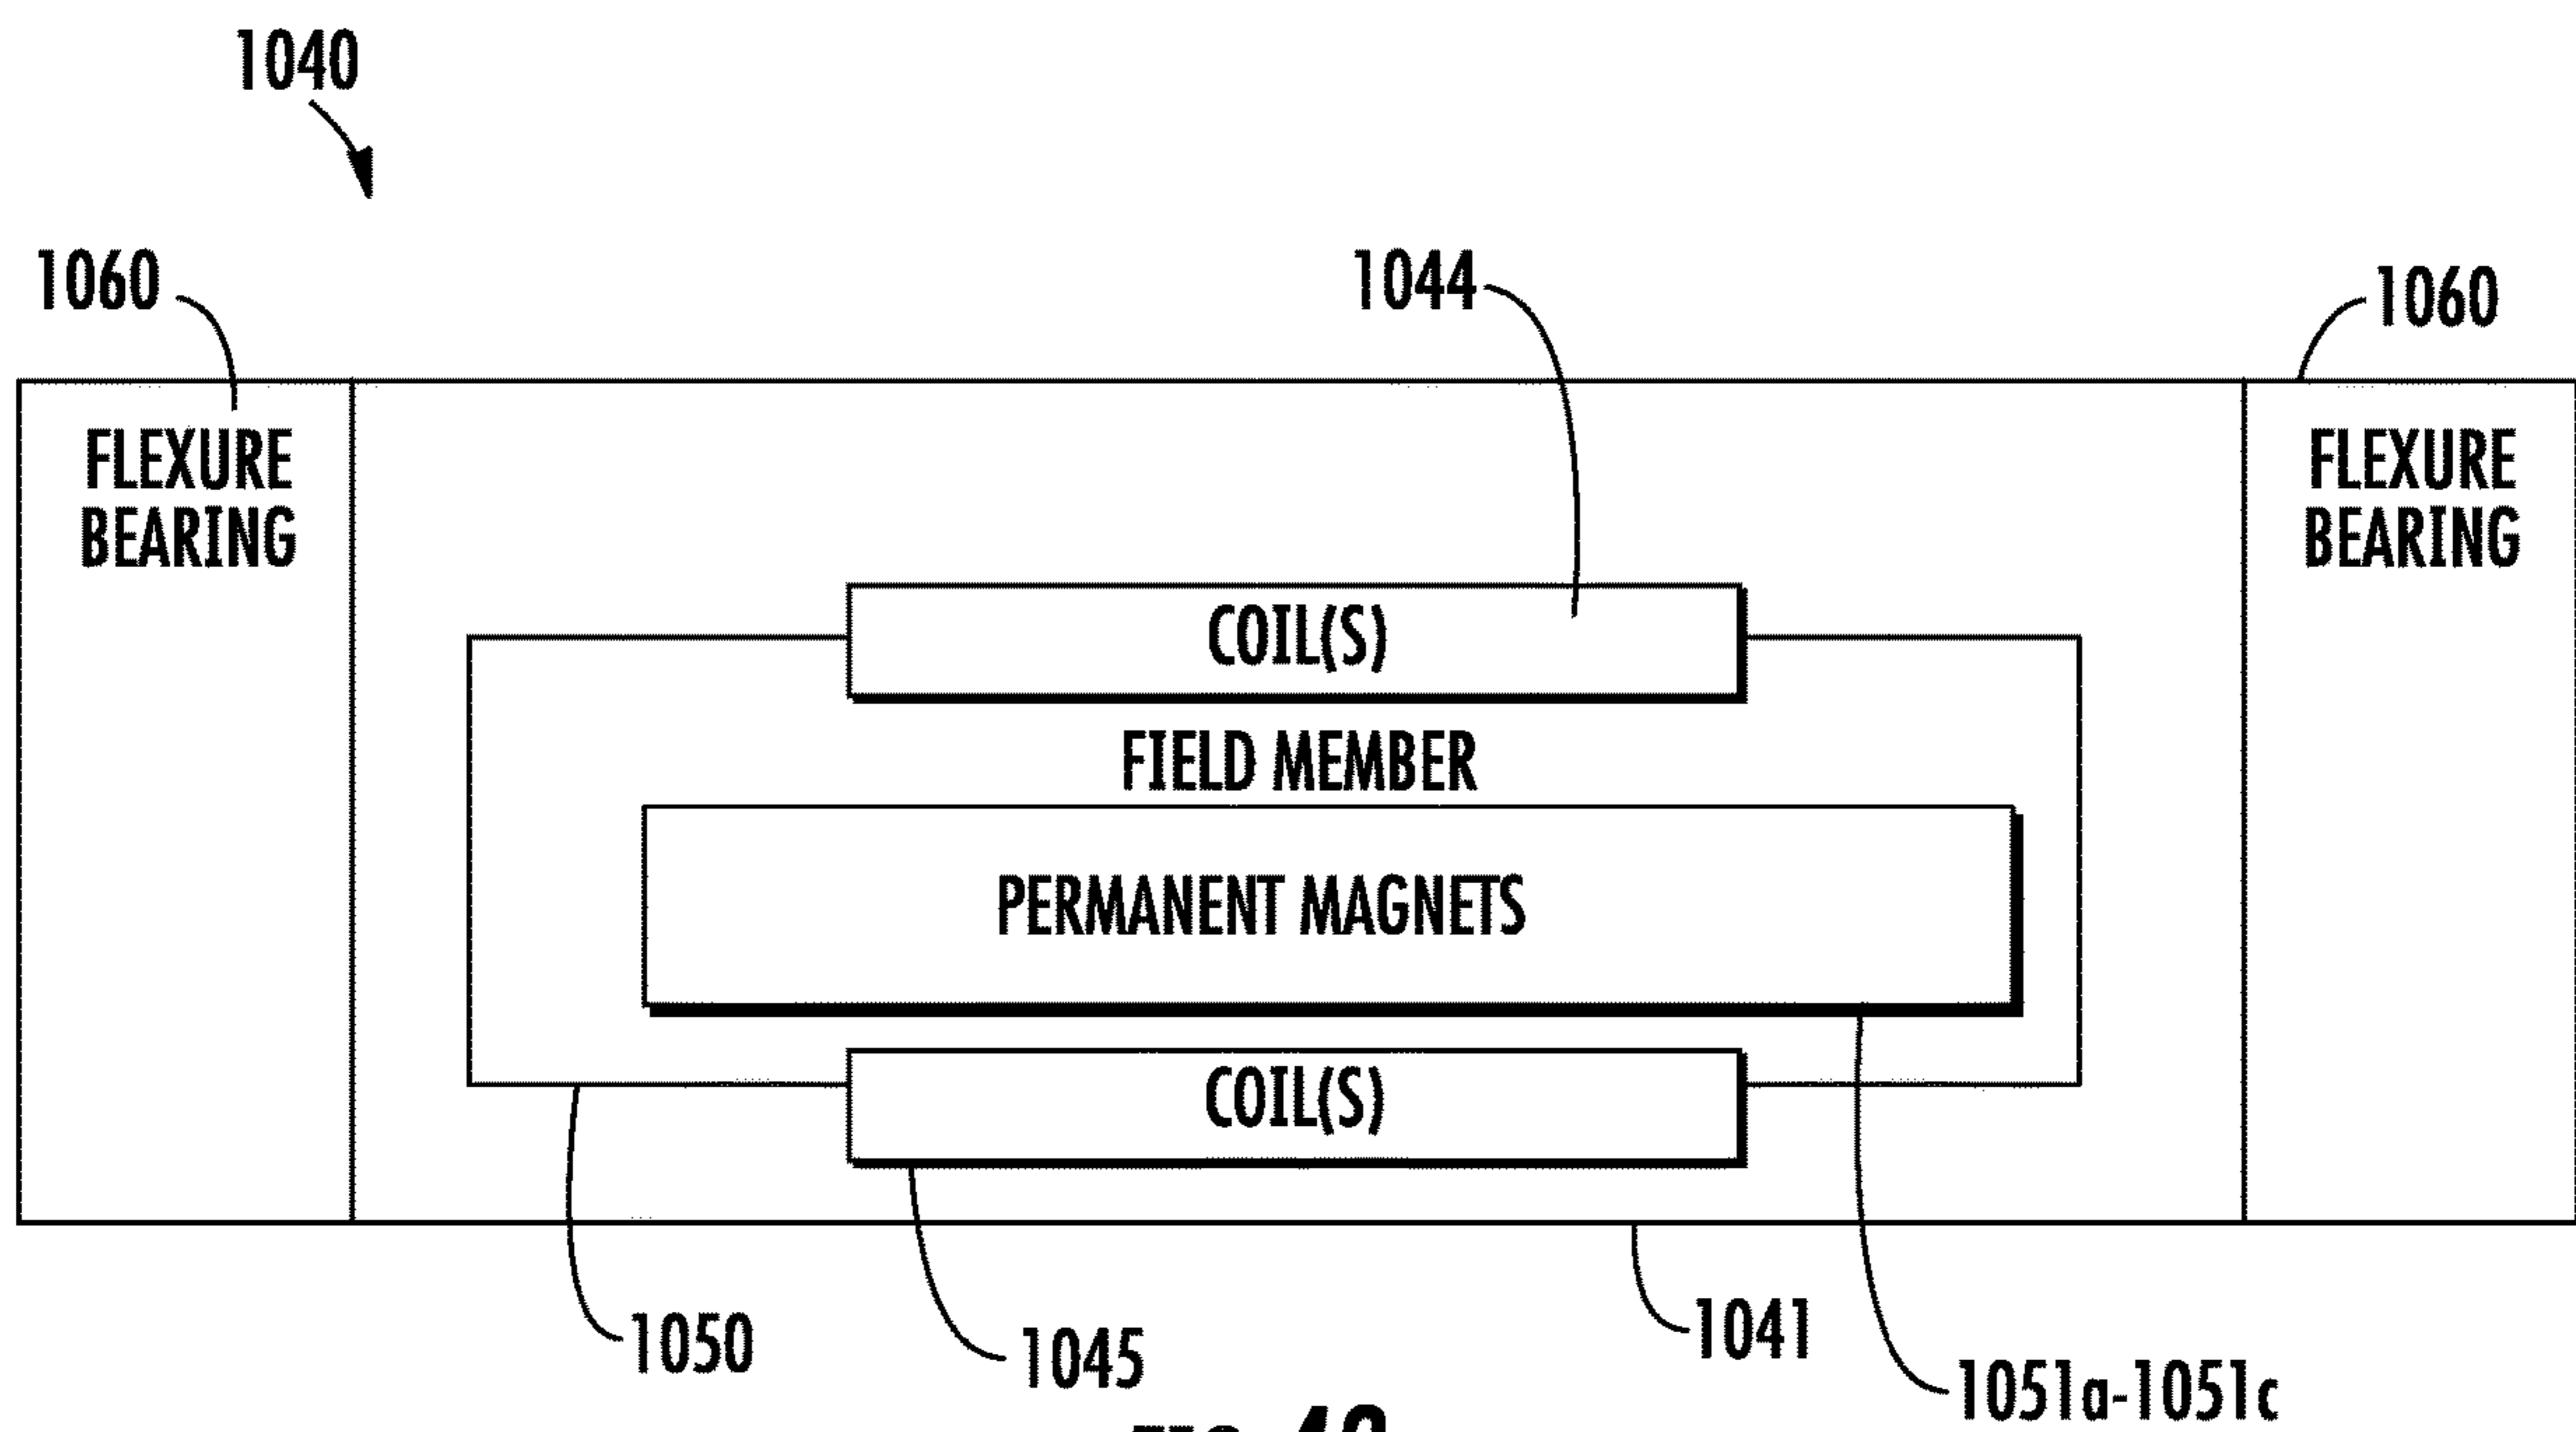 1040
1060
1044
1060
FLEXURE
BEARING
FLEXURE
BEARING
COIL(S)
FIELD MEMBER
PERMANENT MAGNETS
COIL(S)
1050
1045
1041
1051a-1051c